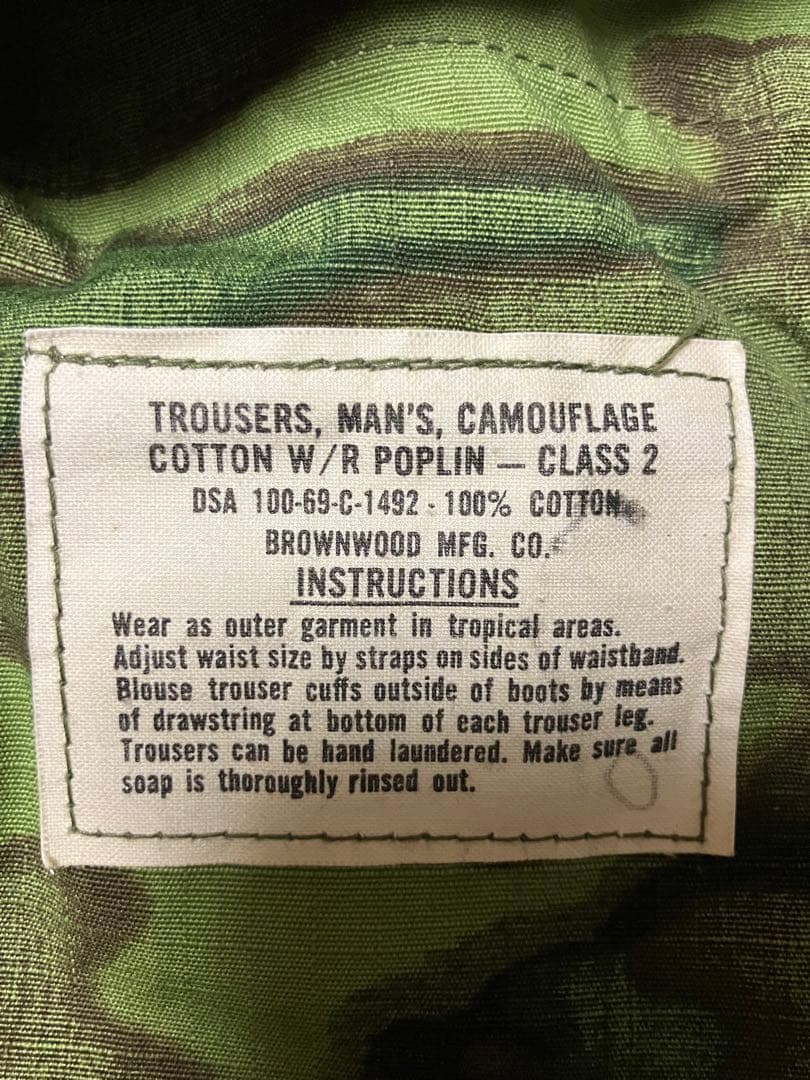 TROUSERS, MAN'S, CAMOUFLAGE
COTTON W/R POPLIN — CLASS 2
DSA 100-69-C-1492 - 100% COTTON
BROWNWOOD MFG. CO.
INSTRUCTIONS
Wear as outer garment in tropical areas.
Adjust waist size by straps on sides of waistband.
Blouse trouser cuffs outside of boots by means
of drawstring at bottom of each trouser leg.
Trousers can be hand laundered. Make sure all
soap is thoroughly rinsed out.